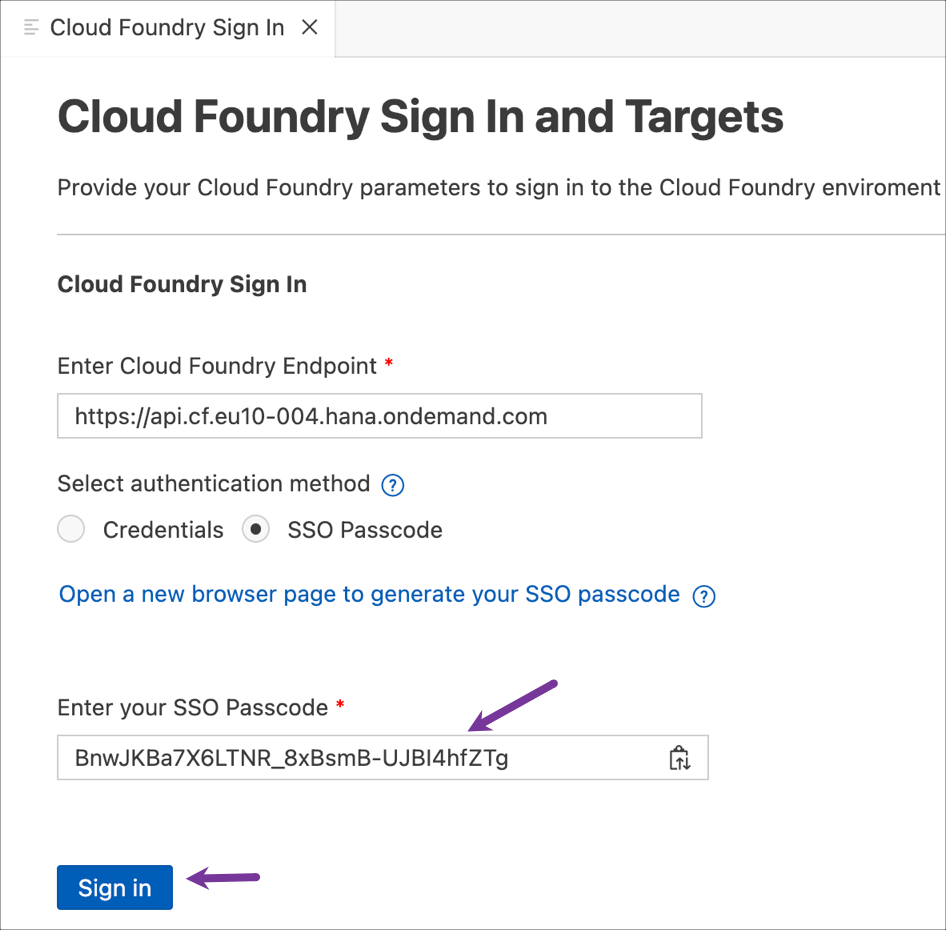 Cloud Foundry Sign In
Cloud Foundry Sign In and Targets
Provide your Cloud Foundry parameters to sign in to the Cloud Foundry enviroment
Cloud Foundry Sign In
Enter Cloud Foundry Endpoint *
https://api.cf.eu10-004.hana.ondemand.com
Select authentication method ?
Credentials SSO Passcode
Open a new browser page to generate your SSO passcode ?
Enter your SSO Passcode *
BnwJKBa7X6LTNR_8xBsmB-UJBI4hfZTg
Sign in